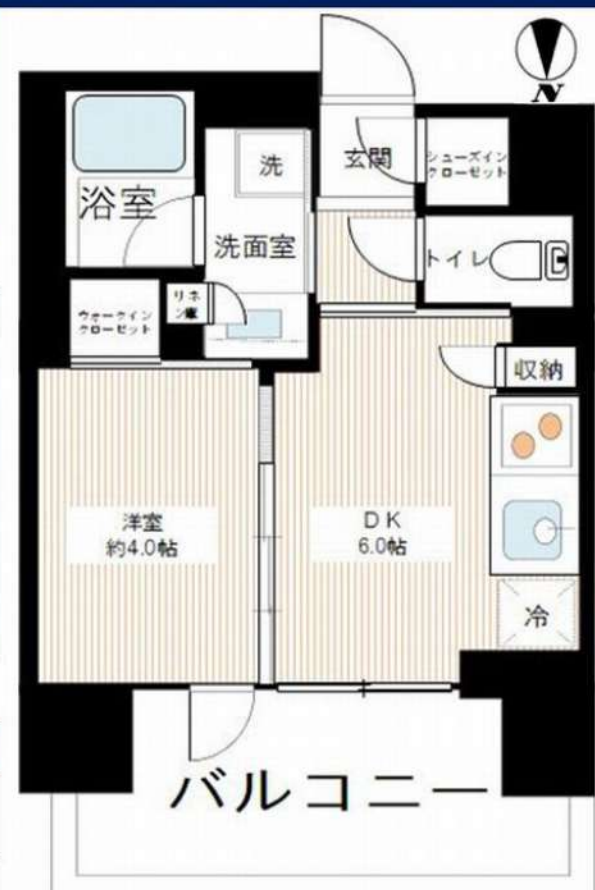 N
玄関
シューズイン
クローゼット
洗
浴室
洗面室
トイレ
リネ
ン庫
ウォークイン
クローゼット
収納
洋室
約4.0帖
DK
6.0帖
冷
バルコニー